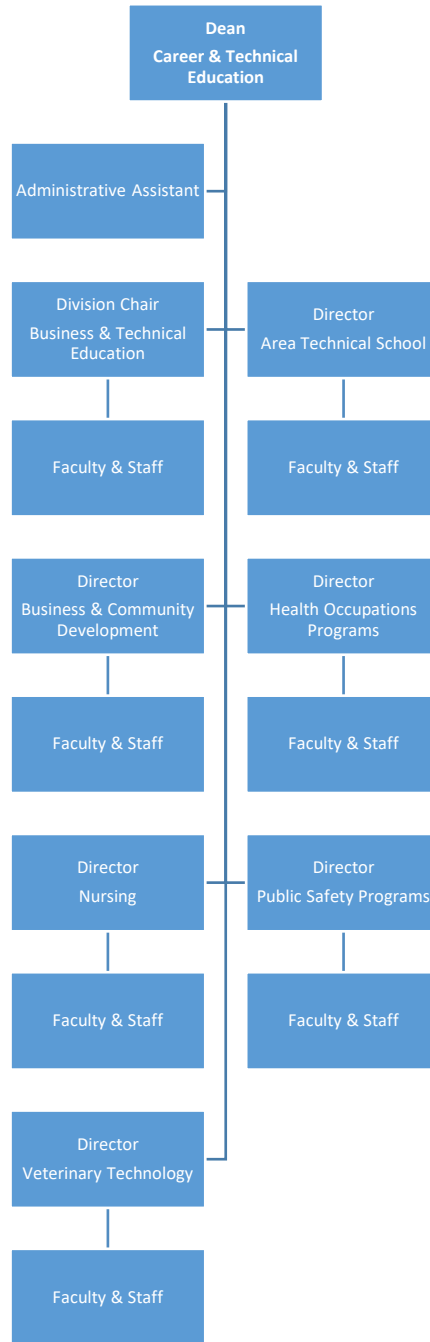 Dean
Career & Technical
Education
Administrative Assistant
Division Chair
Business & Technical
Education
Director
Area Technical School
Faculty & Staff
Faculty & Staff
Director
Business & Community
Development
Director
Health Occupations
Programs
Faculty & Staff
Faculty & Staff
Director
Nursing
Director
Public Safety Programs
Faculty & Staff
Faculty & Staff
Director
Veterinary Technology
Faculty & Staff